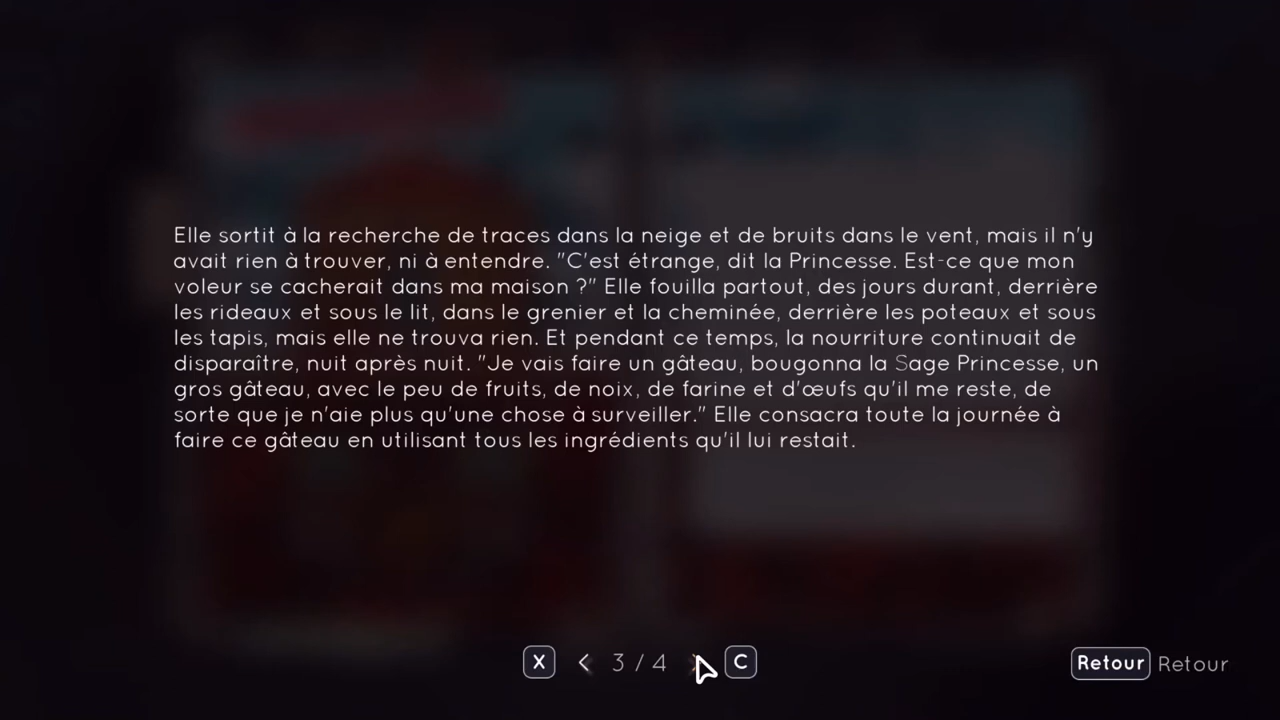 Elle sortit à la recherche de traces dans la neige et de bruits dans le vent, mais il n'y
avait rien à trouver, ni à entendre. "C'est étrange, dit la Princesse. Est-ce que mon
voleur se cacherait dans ma maison ?" Elle fouilla partout, des jours durant, derrière
les rideaux et sous le lit, dans le grenier et la cheminée, derrière les poteaux et sous
les tapis, mais elle ne trouva rien. Et pendant ce temps, la nourriture continuait de
disparaître, nuit après nuit. "Je vais faire un gâteau, bougonna la Sage Princesse, un
gros gâteau, avec le peu de fruits, de noix, de farine et d'œufs qu'il me reste, de
sorte que je n'aie plus qu'une chose à surveiller." Elle consacra toute la journée à
faire ce gâteau en utilisant tous les ingrédients qu'il lui restait.
X < 3 / 4 C
Retour Retour